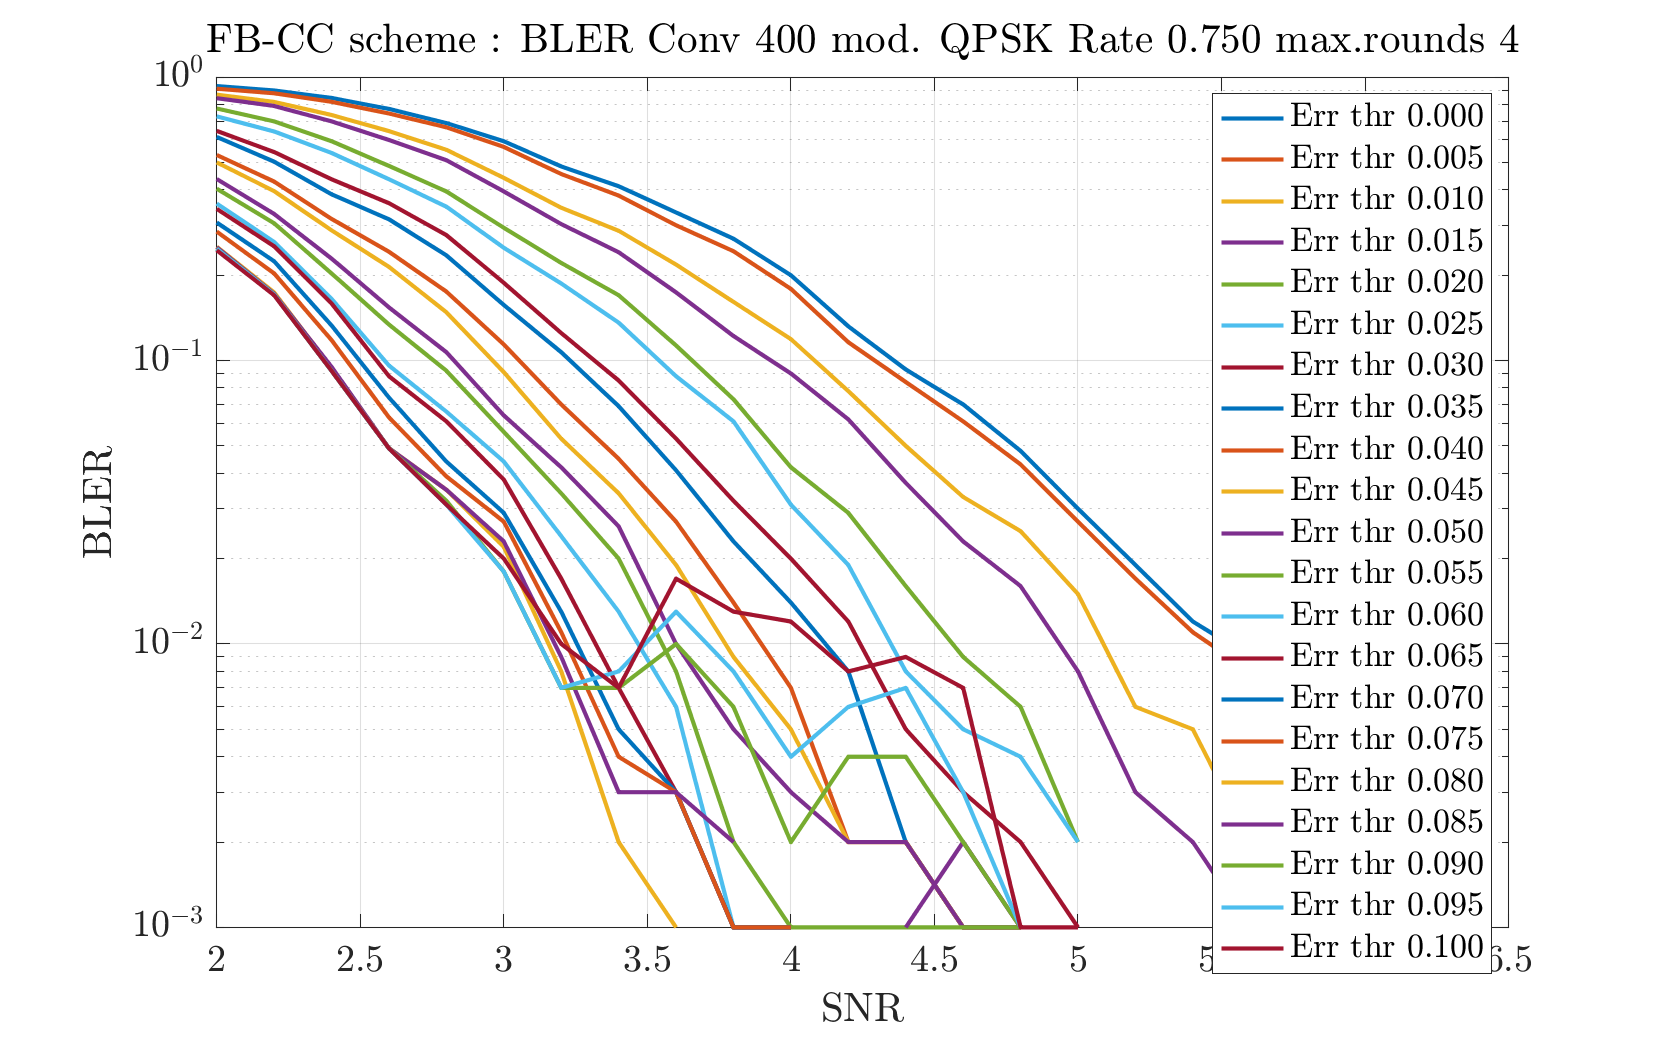 FB-CC scheme : BLER Conv 400 mod. QPSK Rate 0.750 max.rounds 4
10^0
10^-1
10^-2
10^-3
BLER
2 2.5 3 3.5 4 4.5 5 5 5.5
SNR
Err thr 0.000
Err thr 0.005
Err thr 0.010
Err thr 0.015
Err thr 0.020
Err thr 0.025
Err thr 0.030
Err thr 0.035
Err thr 0.040
Err thr 0.045
Err thr 0.050
Err thr 0.055
Err thr 0.060
Err thr 0.065
Err thr 0.070
Err thr 0.075
Err thr 0.080
Err thr 0.085
Err thr 0.090
Err thr 0.095
Err thr 0.100